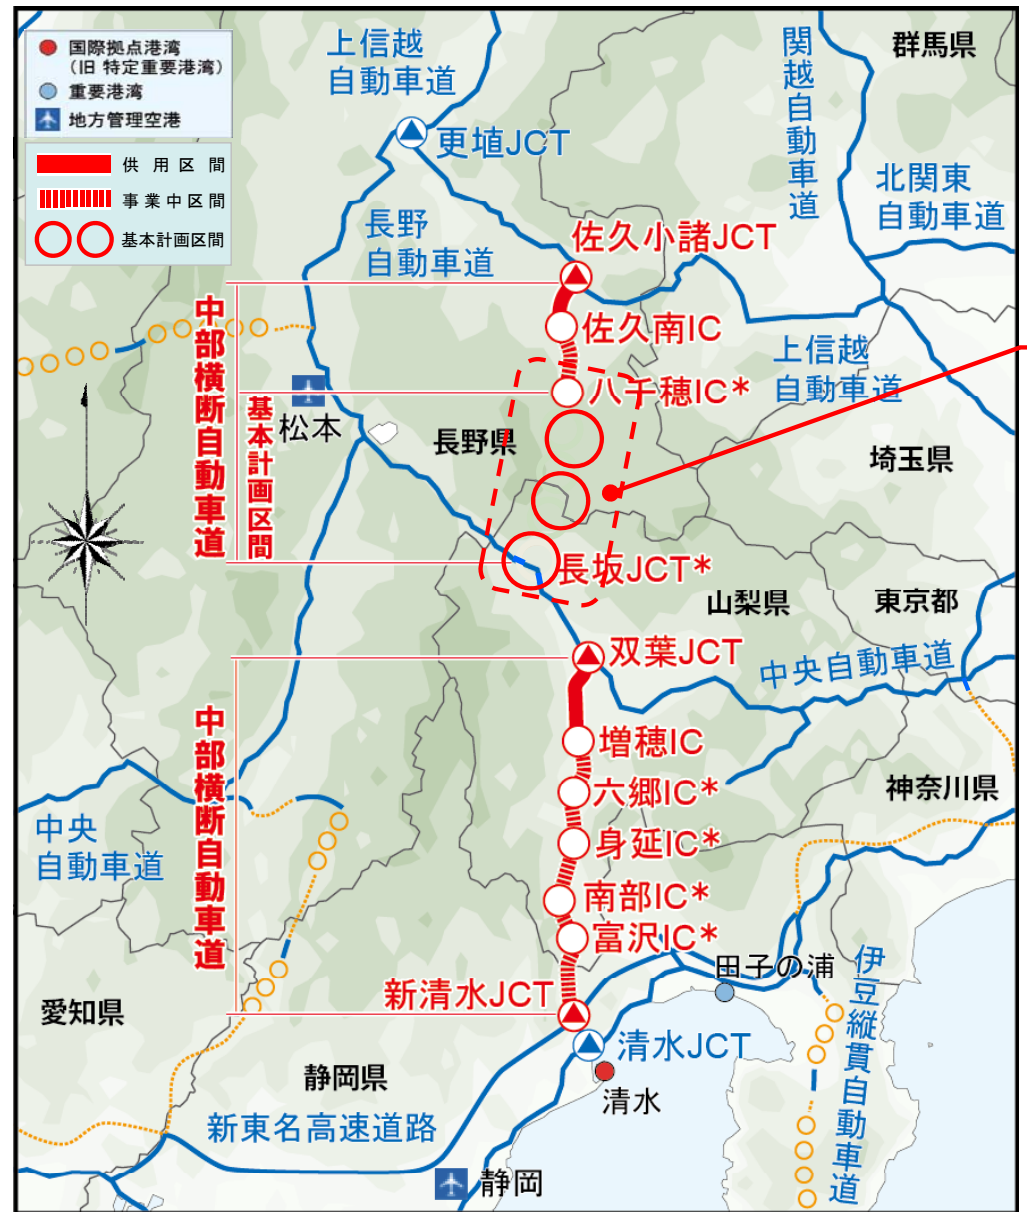 国際拠点港湾
（旧 特定重要港湾）
重要港湾
地方管理空港
供用区間
事業中区間
基本計画区間
上信越
自動車道
関越自動車道
群馬県
更埴JCT
北関東
自動車道
長野
自動車道
佐久小諸JCT
佐久南IC
上信越
自動車道
八千穂IC*
中部横断自動車道
基本計画区間
松本
長野県
埼玉県
長坂JCT*
山梨県
東京都
双葉JCT
中央自動車道
中部横断自動車道
増穂IC
六郷IC*
神奈川県
中央
自動車道
身延IC*
南部IC*
富沢IC*
田子の浦
伊豆縦貫自動車道
新清水JCT
愛知県
清水JCT
静岡県
清水
新東名高速道路
静岡